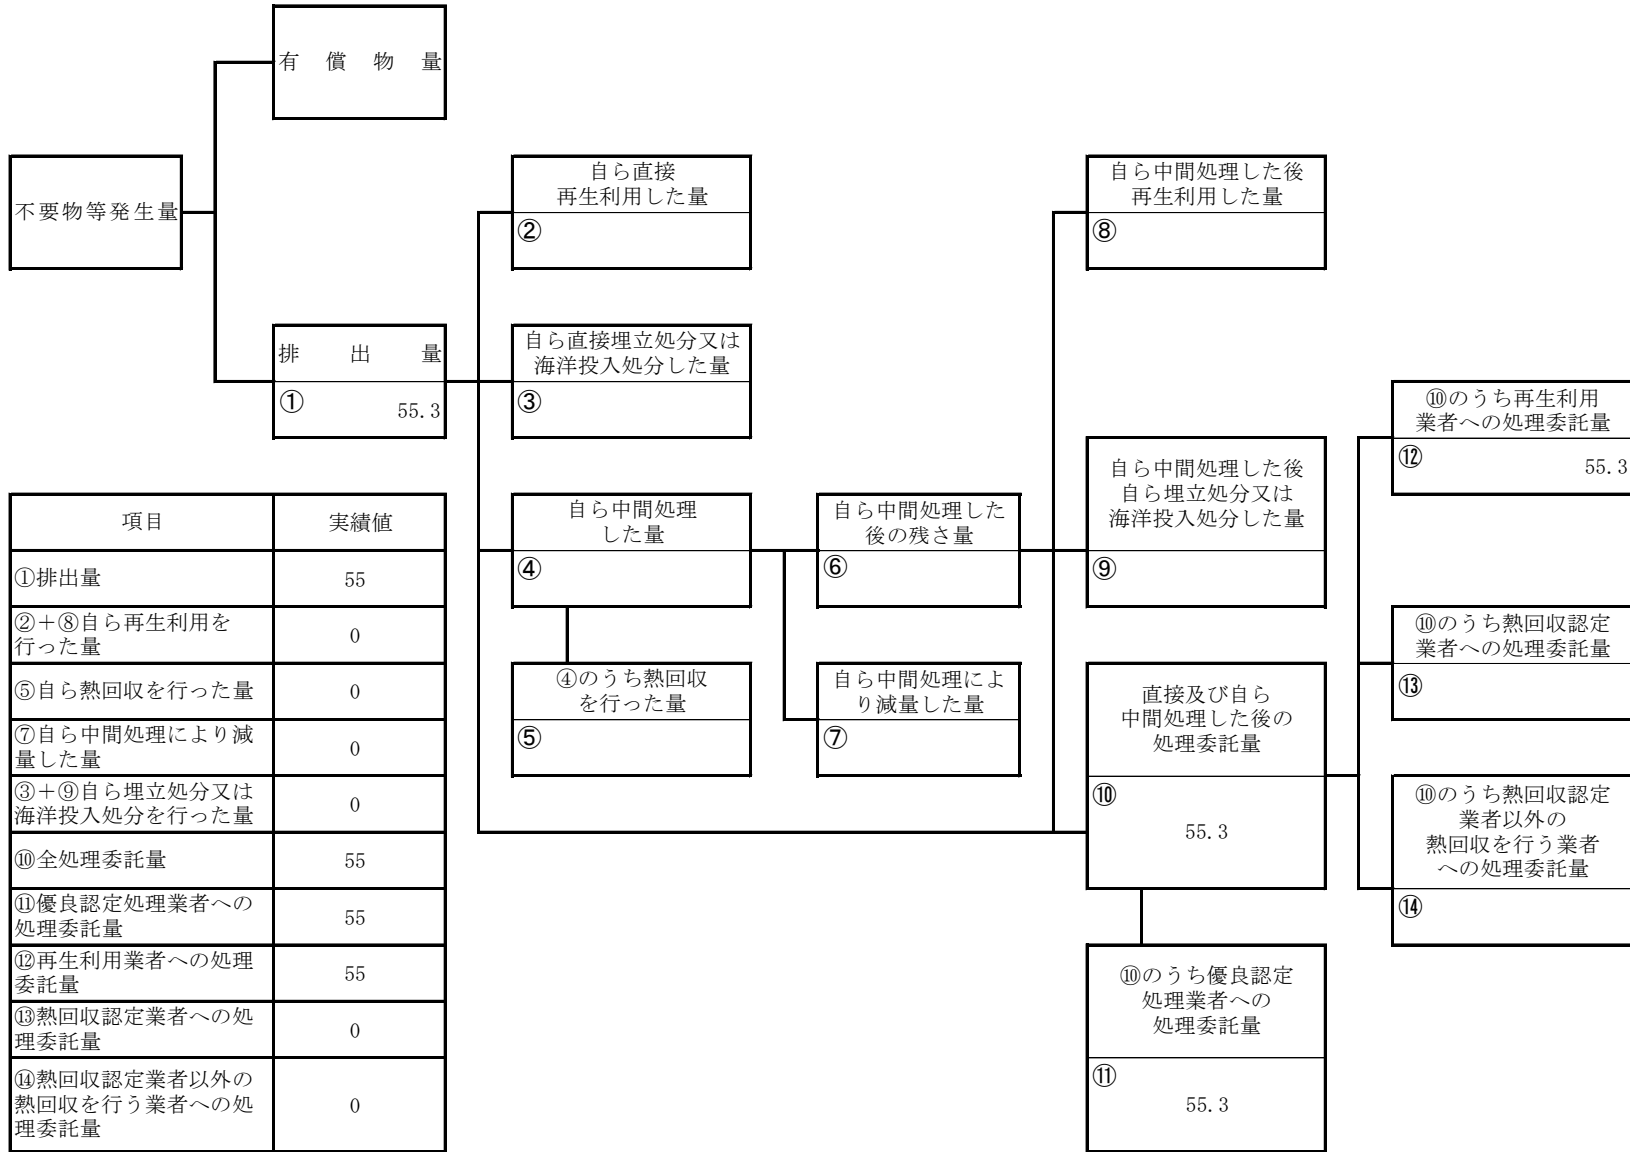 有償物量
不要物等発生量
排出量
①
55.3
自ら直接
再生利用した量
②
自ら直接埋立処分又は
海洋投入処分した量
③
自ら中間処理
した量
④
④のうち熱回収
を行った量
⑤
自ら中間処理した
後の残さ量
⑥
自ら中間処理によ
り減量した量
⑦
自ら中間処理した後
再生利用した量
⑧
自ら中間処理した後
自ら埋立処分又は
海洋投入処分した量
⑨
直接及び自ら
中間処理した後の
処理委託量
⑩
55.3
⑩のうち優良認定
処理業者への
処理委託量
⑪
55.3
⑩のうち再生利用
業者への処理委託量
⑫
55.3
⑩のうち熱回収認定
業者への処理委託量
⑬
⑩のうち熱回収認定
業者以外の
熱回収を行う業者
への処理委託量
⑭
項目 実績値
①排出量 55
②+⑧自ら再生利用を
行った量 0
⑤自ら熱回収を行った量 0
⑦自ら中間処理により減
量した量 0
③+⑨自ら埋立処分又は
海洋投入処分を行った量 0
⑩全処理委託量 55
⑪優良認定処理業者への
処理委託量 55
⑫再生利用業者への処理
委託量 55
⑬熱回収認定業者への処
理委託量 0
⑭熱回収認定業者以外の
熱回収を行う業者への処
理委託量 0